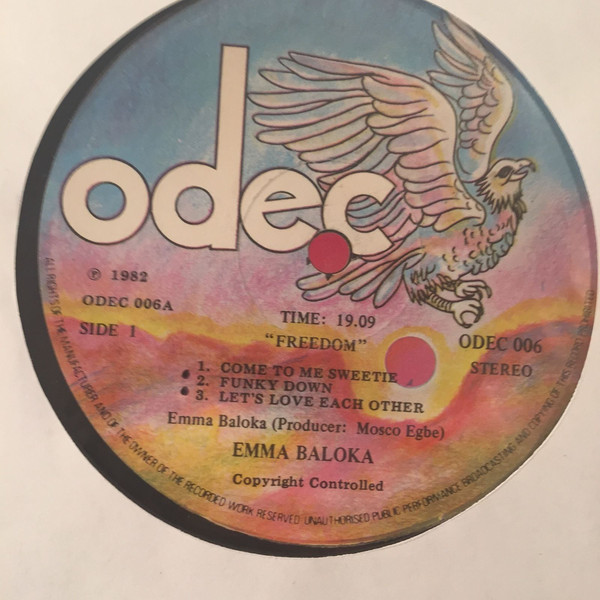 odec
℗ 1982
ODEC 006A
SIDE 1
TIME: 19.09
"FREEDOM"
ODEC 006
STEREO
1. COME TO ME SWEETIE
2. FUNKY DOWN
3. LET'S LOVE EACH OTHER
Emma Baloka (Producer: Mosco Egbe)
EMMA BALOKA
Copyright Controlled
ALL RIGHTS OF THE MANUFACTURER AND OF THE OWNER OF THE RECORDED WORK RESERVED UNAUTHORISED PUBLIC PERFORMANCE BROADCASTING AND COPYING OF THIS RECORD PROHIBITED